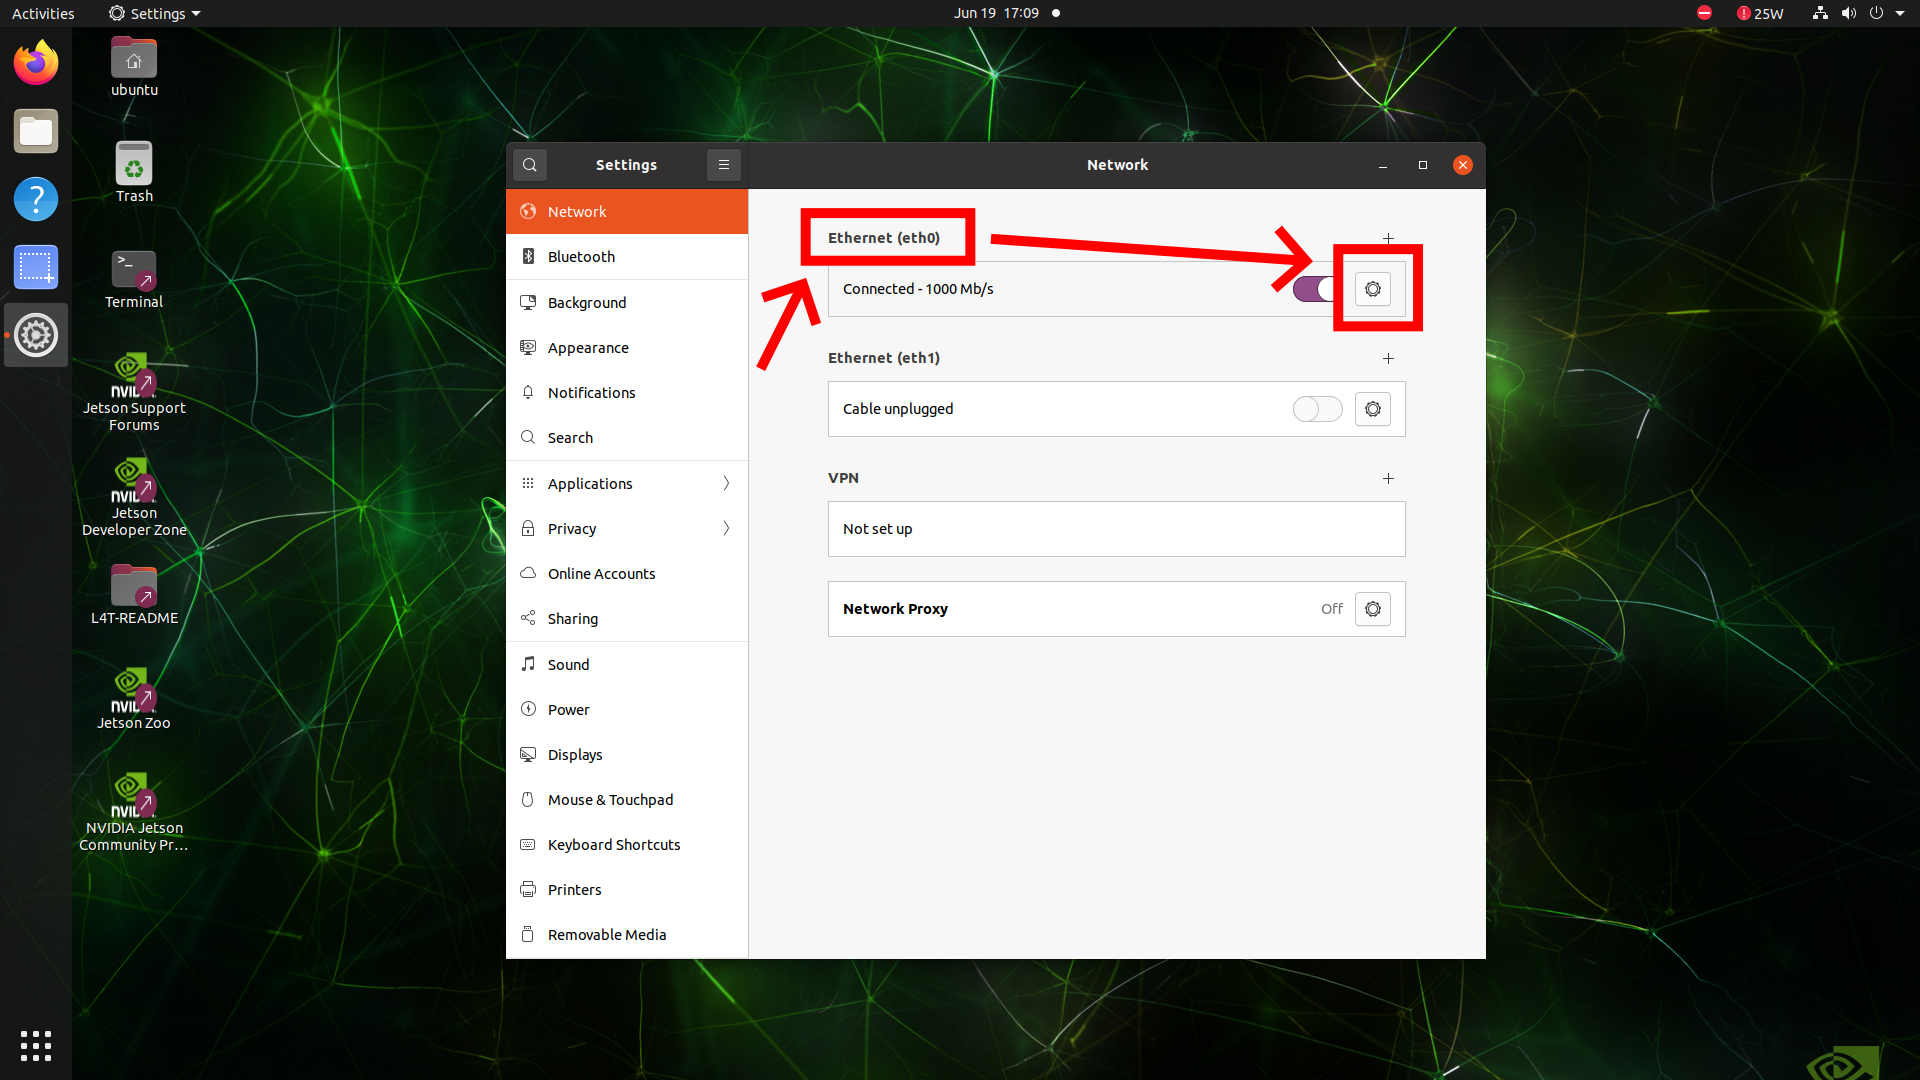 Activities
Settings
Jun 19 17:09
25W
ubuntu
Trash
Terminal
Jetson Support
Forums
Jetson
Developer Zone
L4T-README
Jetson Zoo
NVIDIA Jetson
Community Pr...
Settings
Network
Network
Bluetooth
Background
Appearance
Notifications
Search
Applications
Privacy
Online Accounts
Sharing
Sound
Power
Displays
Mouse & Touchpad
Keyboard Shortcuts
Printers
Removable Media
Ethernet (eth0)
Connected - 1000 Mb/s
Ethernet (eth1)
Cable unplugged
VPN
Not set up
Network Proxy
Off